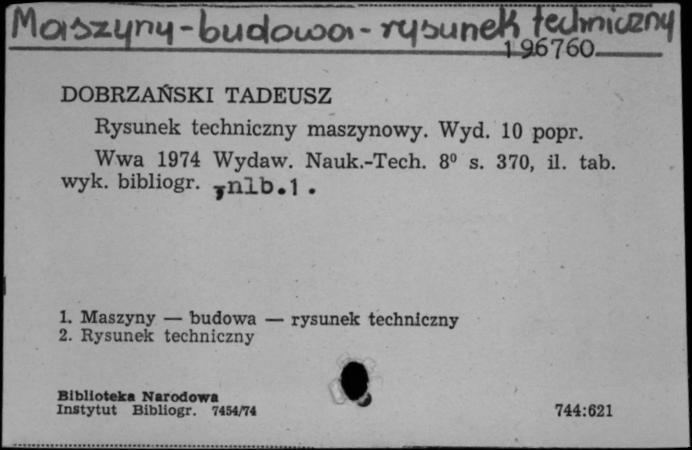 Maszyny-budowa-rysunek techniczny
196760
DOBRZAŃSKI TADEUSZ
Rysunek techniczny maszynowy. Wyd. 10 popr.
Wwa 1974 Wydaw. Nauk.-Tech. 8⁰ s. 370, il. tab.
wyk. bibliogr. ,nlb.1.
1. Maszyny — budowa — rysunek techniczny
2. Rysunek techniczny
Biblioteka Narodowa
Instytut Bibliogr. 7454/74
744:621